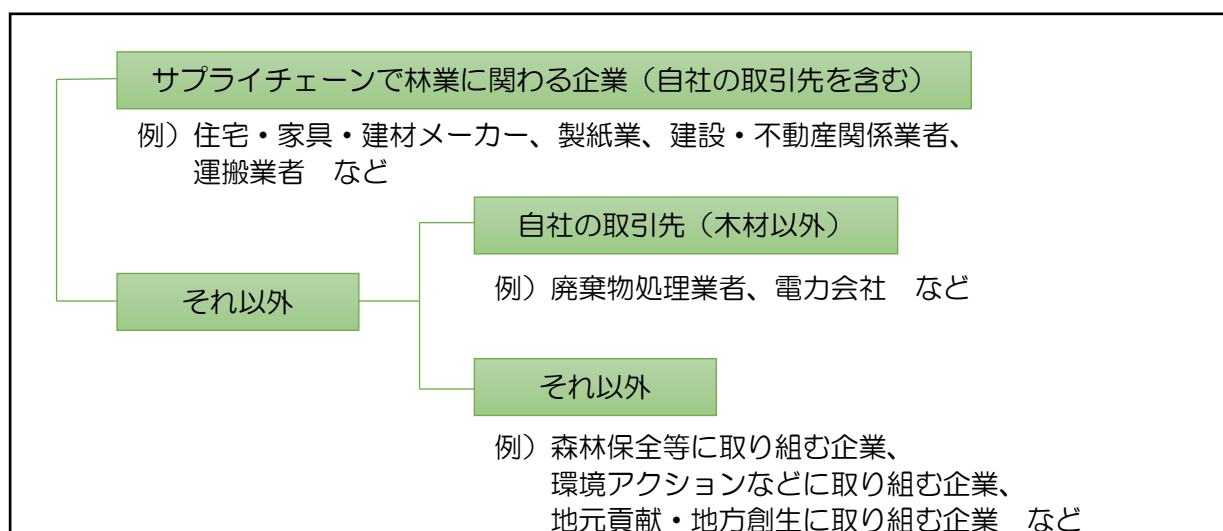 サプライチェーンで林業に関わる企業（自社の取引先を含む）
例）住宅・家具・建材メーカー、製紙業、建設・不動産関係業者、
運搬業者　など
自社の取引先（木材以外）
例）廃棄物処理業者、電力会社　など
それ以外
それ以外
例）森林保全等に取り組む企業、
環境アクションなどに取り組む企業、
地元貢献・地方創生に取り組む企業　など